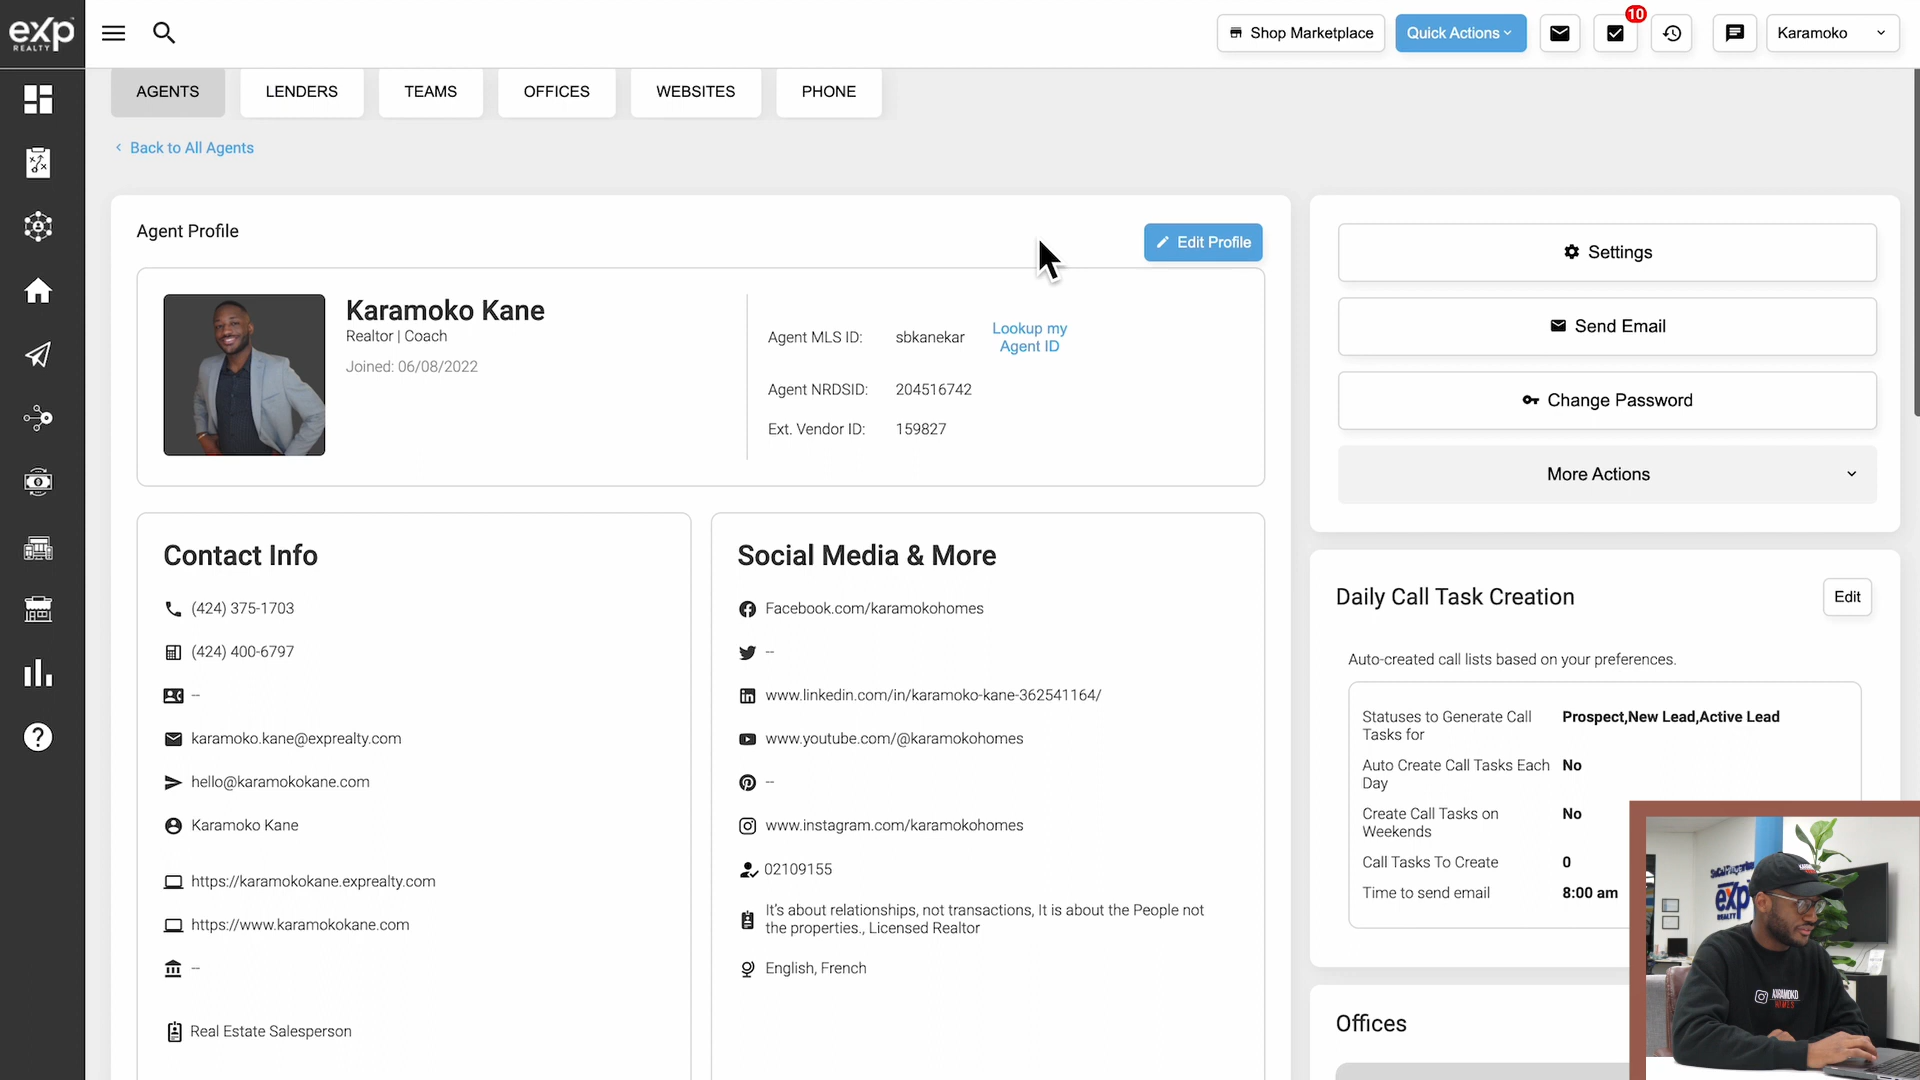 exp
REALTY
Shop Marketplace
Quick Actions
10
Karamoko
AGENTS
LENDERS
TEAMS
OFFICES
WEBSITES
PHONE
Back to All Agents
Agent Profile
Edit Profile
Karamoko Kane
Realtor | Coach
Joined: 06/08/2022
Agent MLS ID: sbkanekar
Lookup my
Agent ID
Agent NRDSID: 204516742
Ext. Vendor ID: 159827
Settings
Send Email
Change Password
More Actions
Contact Info
(424) 375-1703
(424) 400-6797
--
karamoko.kane@exprealty.com
hello@karamokokane.com
Karamoko Kane
https://karamokokane.exprealty.com
https://www.karamokokane.com
--
Real Estate Salesperson
Social Media & More
Facebook.com/karamokohomes
--
www.linkedin.com/in/karamoko-kane-362541164/
www.youtube.com/@karamokohomes
--
www.instagram.com/karamokohomes
02109155
It's about relationships, not transactions, It is about the People not
the properties., Licensed Realtor
English, French
Daily Call Task Creation
Edit
Auto-created call lists based on your preferences.
Statuses to Generate Call
Tasks for
Prospect,New Lead,Active Lead
Auto Create Call Tasks Each
Day
No
Create Call Tasks on
Weekends
No
Call Tasks To Create 0
Time to send email 8:00 am
Offices
exp
REALTY
KARAMOKO
HOMES